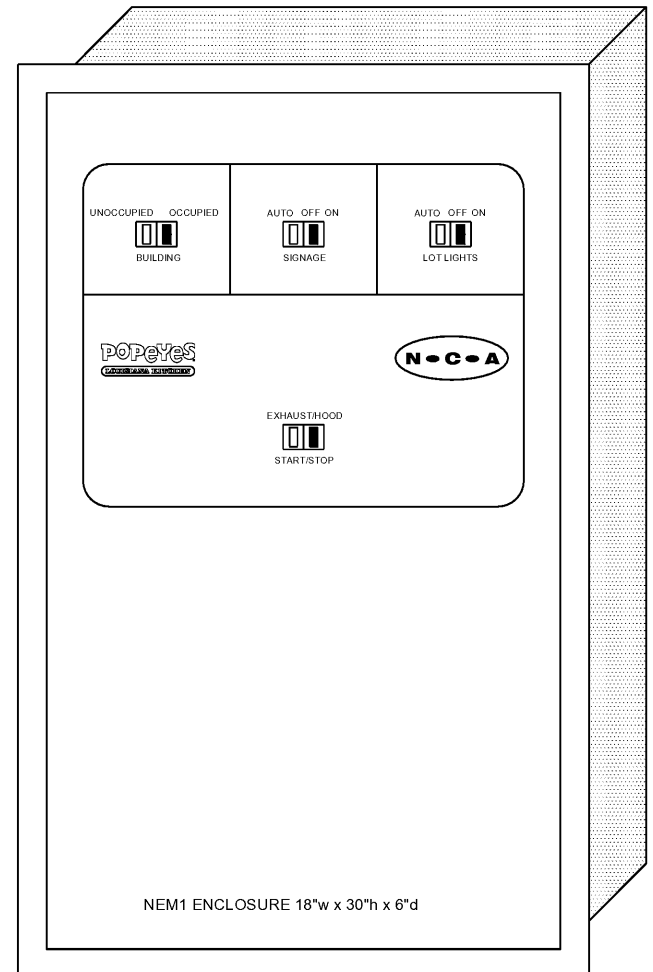 UNOCCUPIED OCCUPIED
BUILDING
AUTO OFF ON
SIGNAGE
AUTO OFF ON
LOT LIGHTS
POPeYeS
N•C•A
EXHAUST/HOOD
START/STOP
NEM1 ENCLOSURE 18"w x 30"h x 6"d